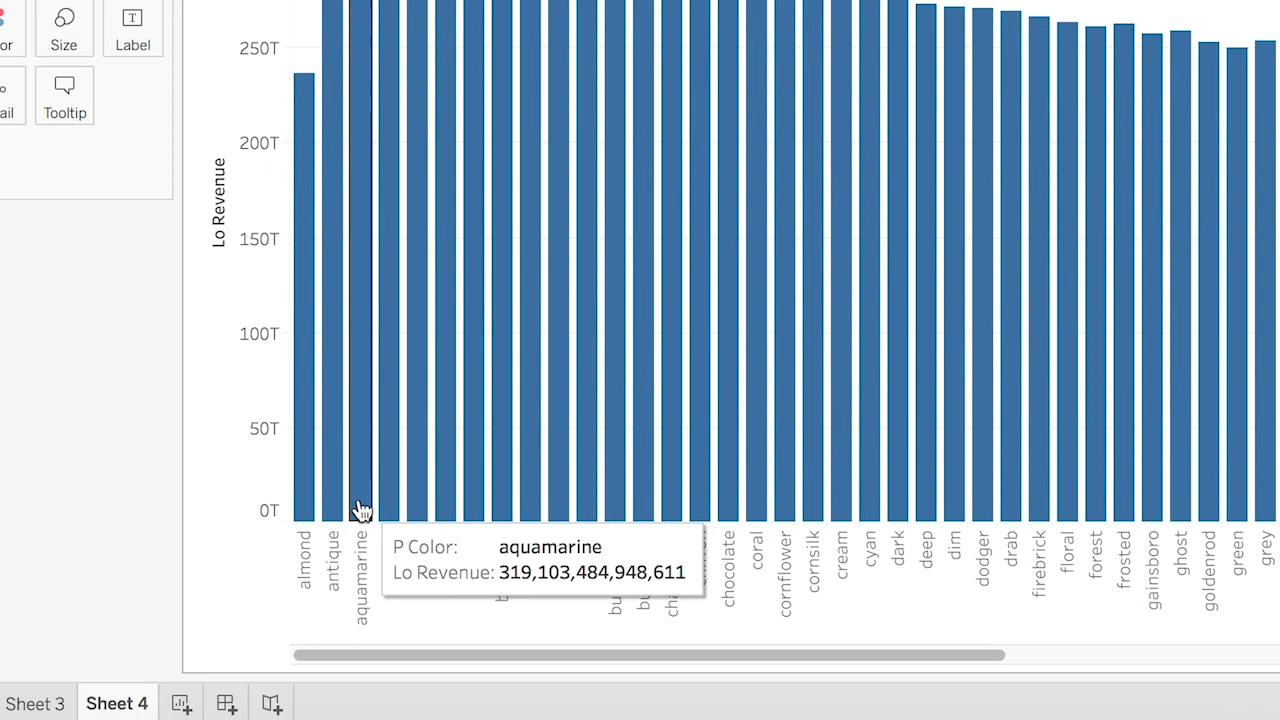 or
Size
Label
ail
Tooltip
Lo Revenue
250T
200T
150T
100T
50T
0T
almond
antique
aquamarine
P Color: aquamarine
Lo Revenue: 319,103,484,948,611
chocolate
coral
cornflower
cornsilk
cream
cyan
dark
deep
dim
dodger
drab
firebrick
floral
forest
frosted
gainsboro
ghost
goldenrod
green
grey
Sheet 3
Sheet 4